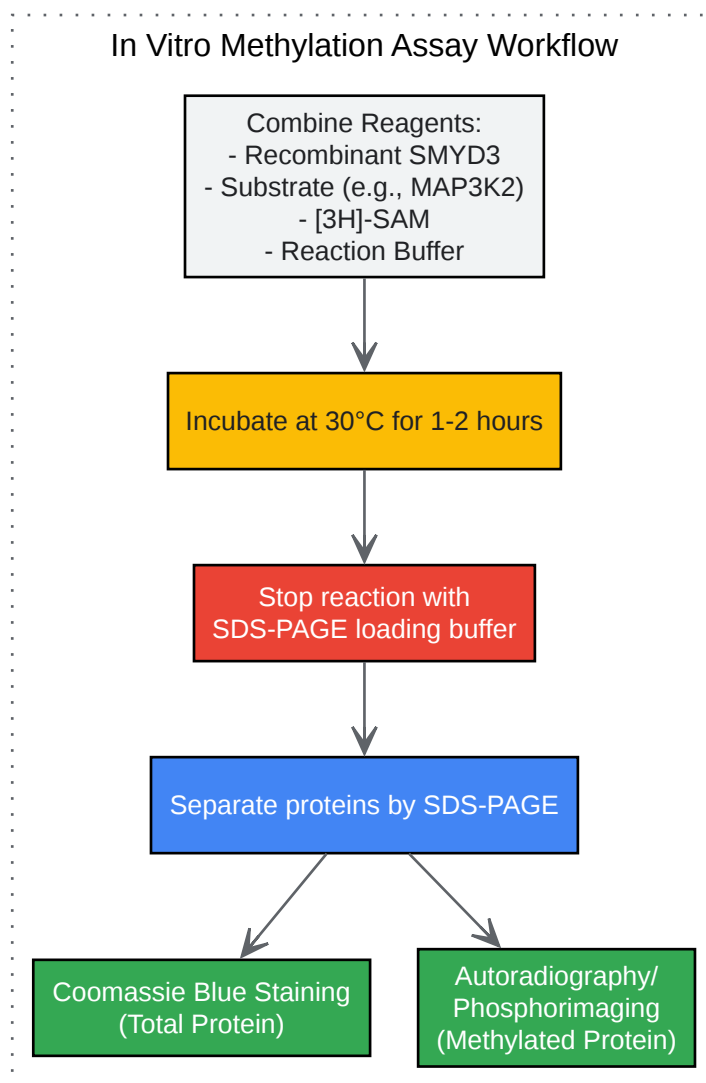 In Vitro Methylation Assay Workflow
Combine Reagents:
- Recombinant SMYD3
- Substrate (e.g., MAP3K2)
- [3H]-SAM
- Reaction Buffer
Incubate at 30°C for 1-2 hours
Stop reaction with
SDS-PAGE loading buffer
Separate proteins by SDS-PAGE
Coomassie Blue Staining
(Total Protein)
Autoradiography/
Phosphorimaging
(Methylated Protein)